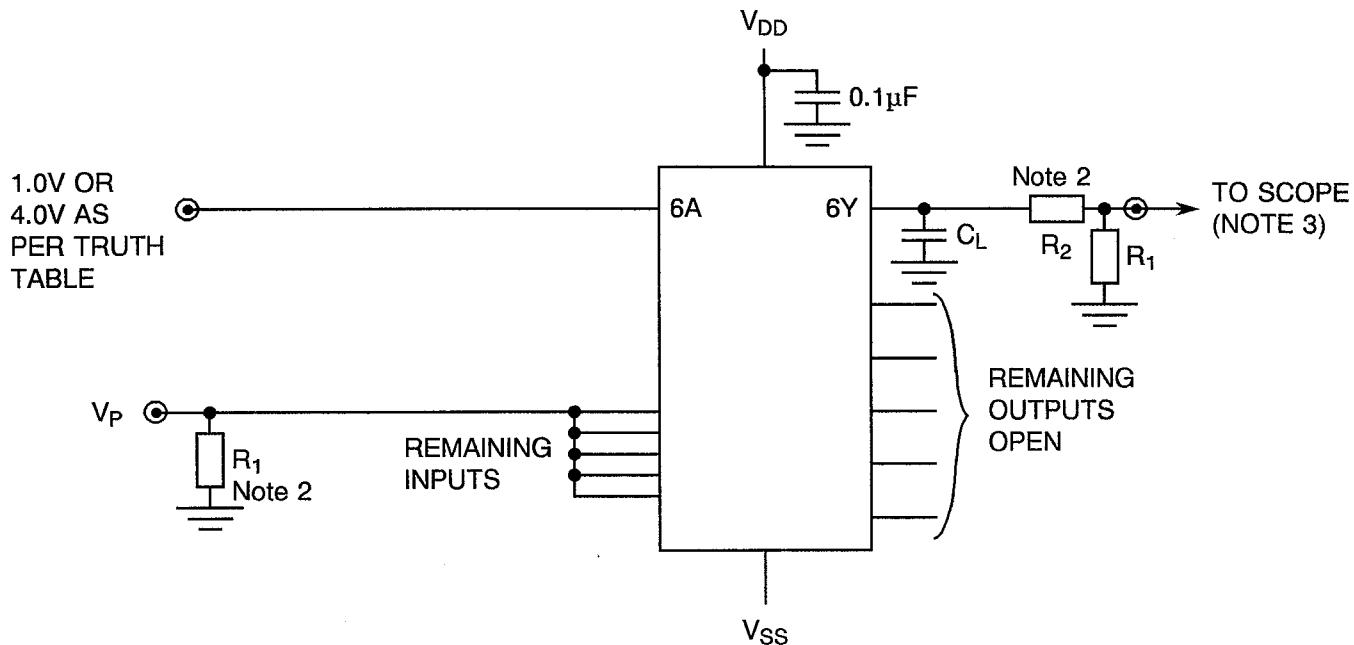 VDD
0.1µF
1.0V OR
4.0V AS
PER TRUTH
TABLE
6A
6Y
Note 2
TO SCOPE
(NOTE 3)
CL
R2
R1
VP
R1
Note 2
REMAINING
INPUTS
REMAINING
OUTPUTS
OPEN
VSS